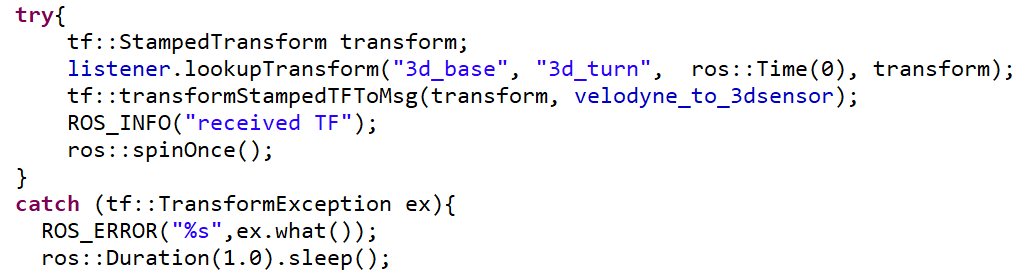 try{
    tf::StampedTransform transform;
    listener.lookupTransform("3d_base", "3d_turn",  ros::Time(0), transform);
    tf::transformStampedTFToMsg(transform, velodyne_to_3dsensor);
    ROS_INFO("received TF");
    ros::spinOnce();
}
catch (tf::TransformException ex){
  ROS_ERROR("%s",ex.what());
  ros::Duration(1.0).sleep();